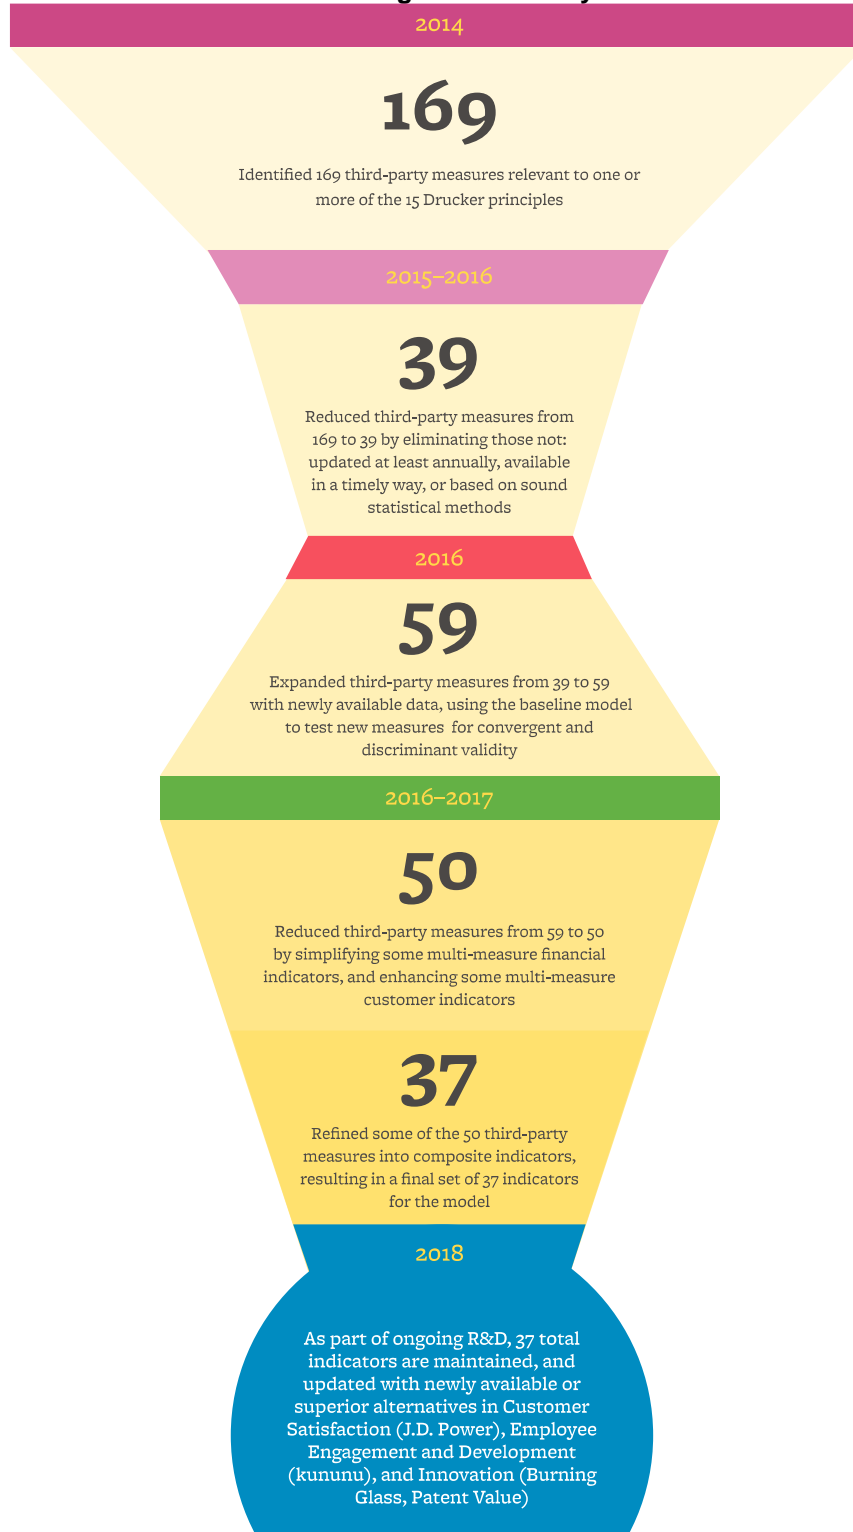 2014
169
Identified 169 third-party measures relevant to one or
more of the 15 Drucker principles
2015–2016
39
Reduced third-party measures from
169 to 39 by eliminating those not:
updated at least annually, available
in a timely way, or based on sound
statistical methods
2016
59
Expanded third-party measures from 39 to 59
with newly available data, using the baseline model
to test new measures for convergent and
discriminant validity
2016–2017
50
Reduced third-party measures from 59 to 50
by simplifying some multi-measure financial
indicators, and enhancing some multi-measure
customer indicators
37
Refined some of the 50 third-party
measures into composite indicators,
resulting in a final set of 37 indicators
for the model
2018
As part of ongoing R&D, 37 total
indicators are maintained, and
updated with newly available or
superior alternatives in Customer
Satisfaction (J.D. Power), Employee
Engagement and Development
(kununu), and Innovation (Burning
Glass, Patent Value)